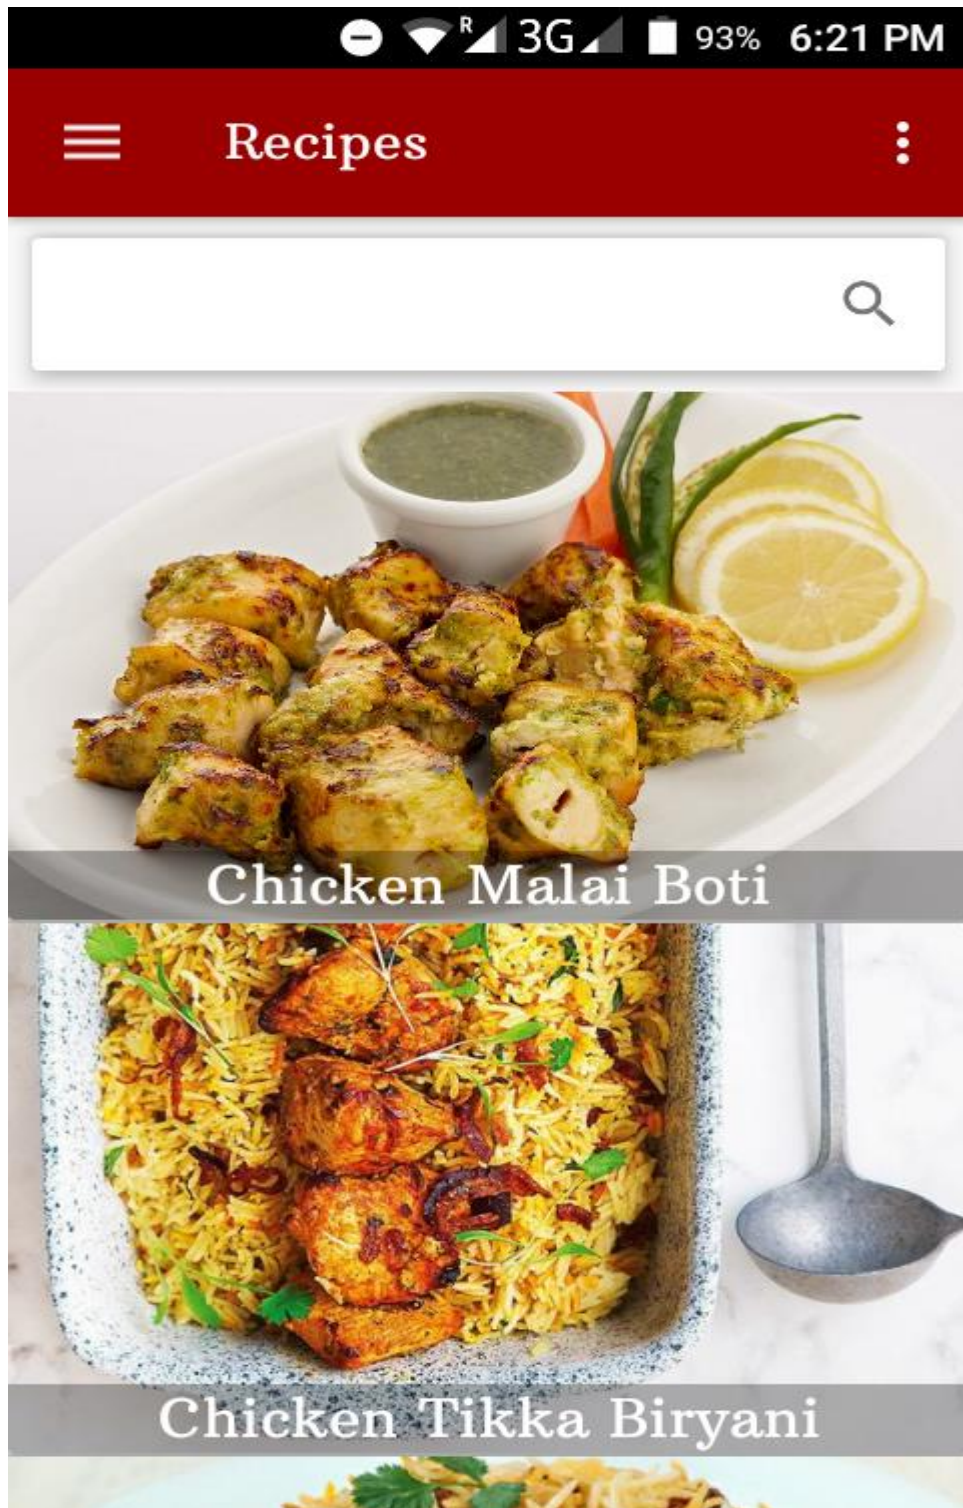 R 3G 93% 6:21 PM
Recipes
Chicken Malai Boti
Chicken Tikka Biryani